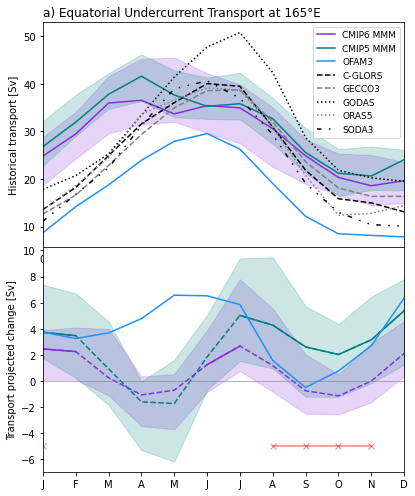 a) Equatorial Undercurrent Transport at 165°E
Historical transport [Sv]
50
40
30
20
10
CMIP6 MMM
CMIP5 MMM
OFAM3
C-GLORS
GECCO3
GODAS
ORAS5
SODA3
Transport projected change [Sv]
10
8
6
4
2
0
−2
−4
−6
J F M A M J J A S O N D